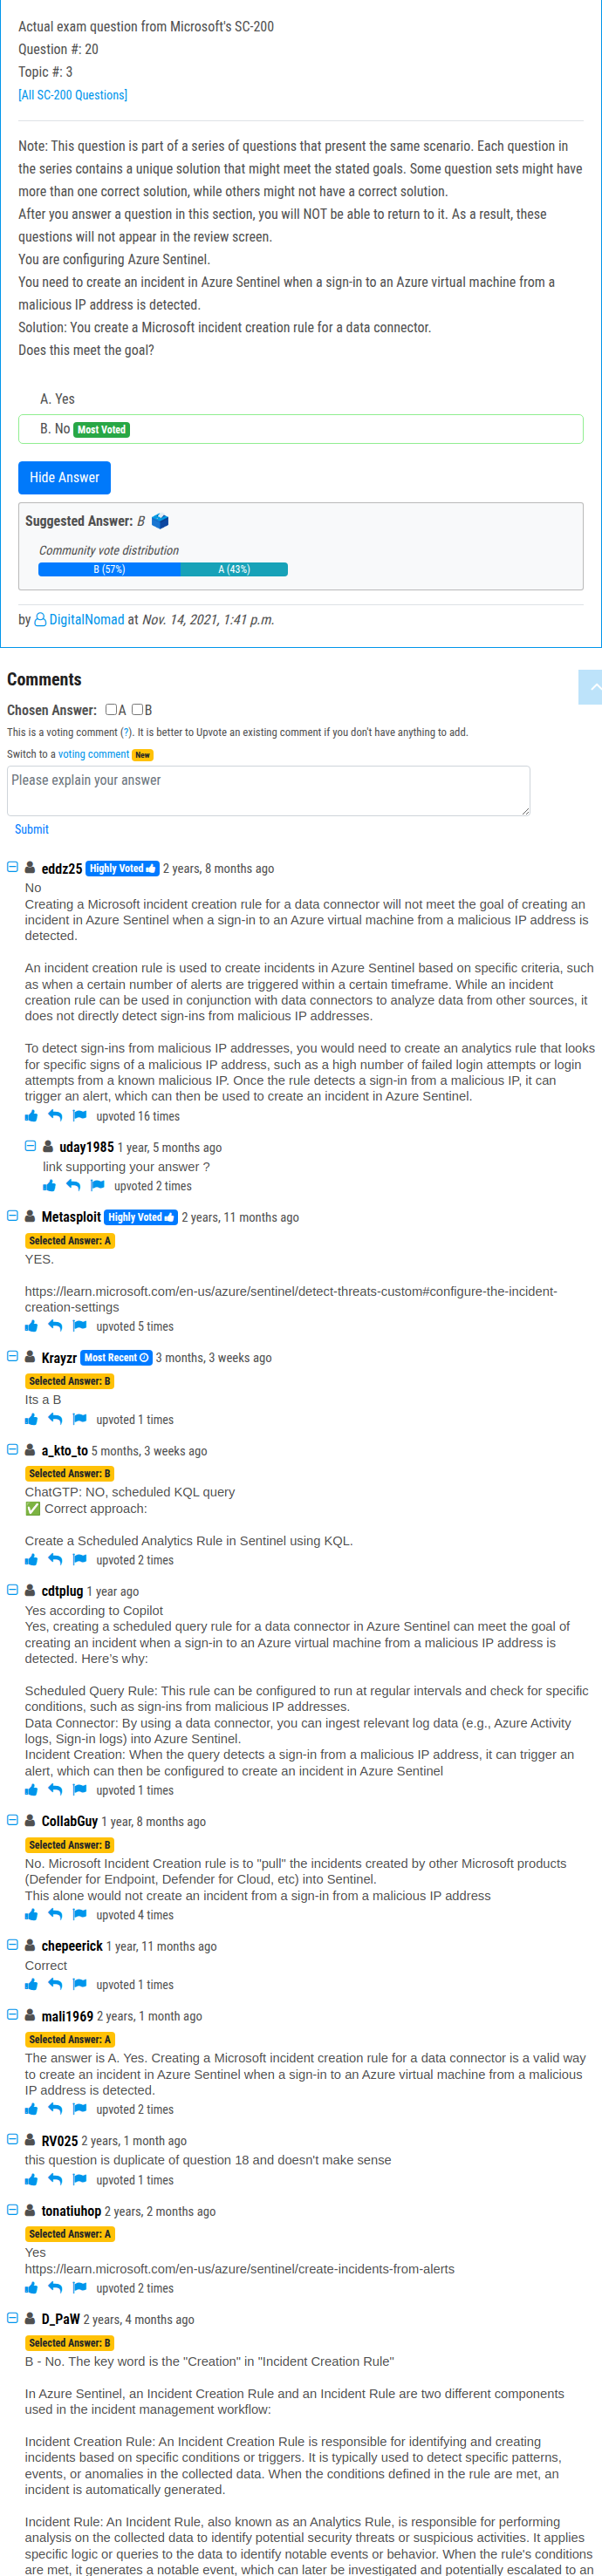 Actual exam question from Microsoft's SC-200
Question #: 20
Topic #: 3
[All SC-200 Questions]
Note: This question is part of a series of questions that present the same scenario. Each question in
the series contains a unique solution that might meet the stated goals. Some question sets might have
more than one correct solution, while others might not have a correct solution.
After you answer a question in this section, you will NOT be able to return to it. As a result, these
questions will not appear in the review screen.
You are configuring Azure Sentinel.
You need to create an incident in Azure Sentinel when a sign-in to an Azure virtual machine from a
malicious IP address is detected.
Solution: You create a Microsoft incident creation rule for a data connector.
Does this meet the goal?
A. Yes
B. No Most Voted
Hide Answer
Suggested Answer: B
Community vote distribution
B (57%) A (43%)
by DigitalNomad at Nov. 14, 2021, 1:41 p.m.
Comments
Chosen Answer: A B
This is a voting comment (?). It is better to Upvote an existing comment if you don't have anything to add.
Switch to a voting comment New
Please explain your answer
Submit
eddz25 Highly Voted 2 years, 8 months ago
No
Creating a Microsoft incident creation rule for a data connector will not meet the goal of creating an
incident in Azure Sentinel when a sign-in to an Azure virtual machine from a malicious IP address is
detected.
An incident creation rule is used to create incidents in Azure Sentinel based on specific criteria, such
as when a certain number of alerts are triggered within a certain timeframe. While an incident
creation rule can be used in conjunction with data connectors to analyze data from other sources, it
does not directly detect sign-ins from malicious IP addresses.
To detect sign-ins from malicious IP addresses, you would need to create an analytics rule that looks
for specific signs of a malicious IP address, such as a high number of failed login attempts or login
attempts from a known malicious IP. Once the rule detects a sign-in from a malicious IP, it can
trigger an alert, which can then be used to create an incident in Azure Sentinel.
upvoted 16 times
uday1985 1 year, 5 months ago
link supporting your answer ?
upvoted 2 times
Metasploit Highly Voted 2 years, 11 months ago
Selected Answer: A
YES.
https://learn.microsoft.com/en-us/azure/sentinel/detect-threats-custom#configure-the-incident-
creation-settings
upvoted 5 times
Krayzr Most Recent 3 months, 3 weeks ago
Selected Answer: B
Its a B
upvoted 1 times
a_kto_to 5 months, 3 weeks ago
Selected Answer: B
ChatGTP: NO, scheduled KQL query
✅ Correct approach:
Create a Scheduled Analytics Rule in Sentinel using KQL.
upvoted 2 times
cdtplug 1 year ago
Yes according to Copilot
Yes, creating a scheduled query rule for a data connector in Azure Sentinel can meet the goal of
creating an incident when a sign-in to an Azure virtual machine from a malicious IP address is
detected. Here’s why:
Scheduled Query Rule: This rule can be configured to run at regular intervals and check for specific
conditions, such as sign-ins from malicious IP addresses.
Data Connector: By using a data connector, you can ingest relevant log data (e.g., Azure Activity
logs, Sign-in logs) into Azure Sentinel.
Incident Creation: When the query detects a sign-in from a malicious IP address, it can trigger an
alert, which can then be configured to create an incident in Azure Sentinel
upvoted 1 times
CollabGuy 1 year, 8 months ago
Selected Answer: B
No. Microsoft Incident Creation rule is to "pull" the incidents created by other Microsoft products
(Defender for Endpoint, Defender for Cloud, etc) into Sentinel.
This alone would not create an incident from a sign-in from a malicious IP address
upvoted 4 times
chepeerick 1 year, 11 months ago
Correct
upvoted 1 times
mali1969 2 years, 1 month ago
Selected Answer: A
The answer is A. Yes. Creating a Microsoft incident creation rule for a data connector is a valid way
to create an incident in Azure Sentinel when a sign-in to an Azure virtual machine from a malicious
IP address is detected.
upvoted 2 times
RV025 2 years, 1 month ago
this question is duplicate of question 18 and doesn't make sense
upvoted 1 times
tonatiuhop 2 years, 2 months ago
Selected Answer: A
Yes
https://learn.microsoft.com/en-us/azure/sentinel/create-incidents-from-alerts
upvoted 2 times
D_PaW 2 years, 4 months ago
Selected Answer: B
B - No. The key word is the "Creation" in "Incident Creation Rule"
In Azure Sentinel, an Incident Creation Rule and an Incident Rule are two different components
used in the incident management workflow:
Incident Creation Rule: An Incident Creation Rule is responsible for identifying and creating
incidents based on specific conditions or triggers. It is typically used to detect specific patterns,
events, or anomalies in the collected data. When the conditions defined in the rule are met, an
incident is automatically generated.
Incident Rule: An Incident Rule, also known as an Analytics Rule, is responsible for performing
analysis on the collected data to identify potential security threats or suspicious activities. It applies
specific logic or queries to the data to identify notable events or behavior. When the rule's conditions
are met, it generates a notable event, which can later be investigated and potentially escalated to an